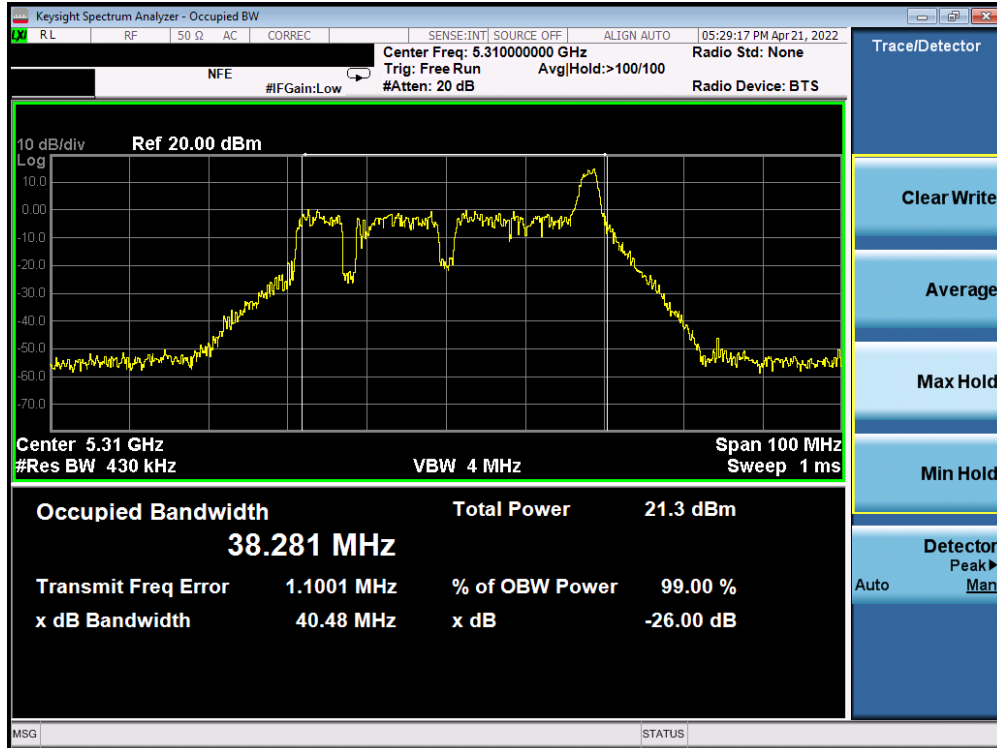 Keysight Spectrum Analyzer - Occupied BW
LXI RL RF 50 Ω AC CORREC SENSE:INT SOURCE OFF ALIGN AUTO 05:29:17 PM Apr 21, 2022
Center Freq: 5.310000000 GHz Radio Std: None
NFE Trig: Free Run Avg|Hold:>100/100
#IFGain:Low #Atten: 20 dB Radio Device: BTS
Trace/Detector
10 dB/div Ref 20.00 dBm
Log
10.0
0.00
-10.0
-20.0
-30.0
-40.0
-50.0
-60.0
-70.0
Center 5.31 GHz Span 100 MHz
#Res BW 430 kHz VBW 4 MHz Sweep 1 ms
Occupied Bandwidth Total Power 21.3 dBm
38.281 MHz
Transmit Freq Error 1.1001 MHz % of OBW Power 99.00 %
x dB Bandwidth 40.48 MHz x dB -26.00 dB
Clear Write
Average
Max Hold
Min Hold
Detector
Peak▶
Auto Man
MSG STATUS